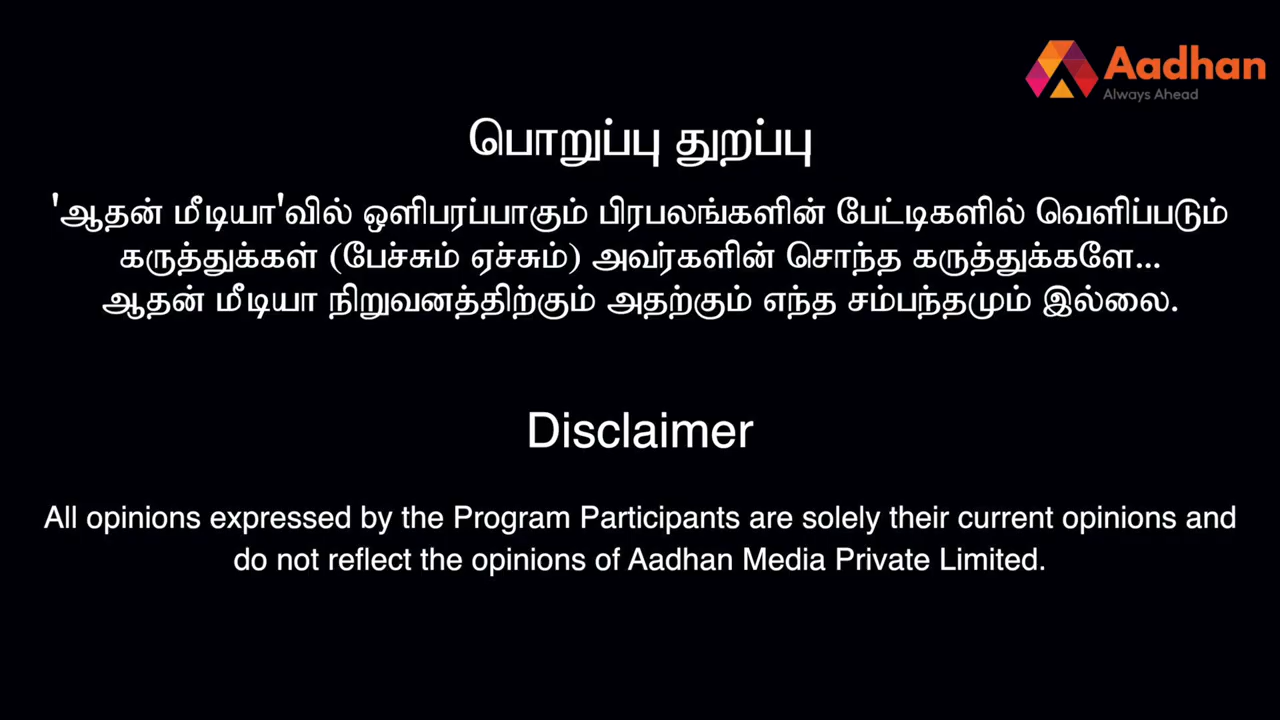 Aadhan
Always Ahead
பொறுப்பு துறப்பு
'ஆதன் மீடியா'வில் ஒளிபரப்பாகும் பிரபலங்களின் பேட்டிகளில் வெளிப்படும்
கருத்துக்கள் (பேச்சும் ஏச்சும்) அவர்களின் சொந்த கருத்துக்களே...
ஆதன் மீடியா நிறுவனத்திற்கும் அதற்கும் எந்த சம்பந்தமும் இல்லை.
Disclaimer
All opinions expressed by the Program Participants are solely their current opinions and
do not reflect the opinions of Aadhan Media Private Limited.